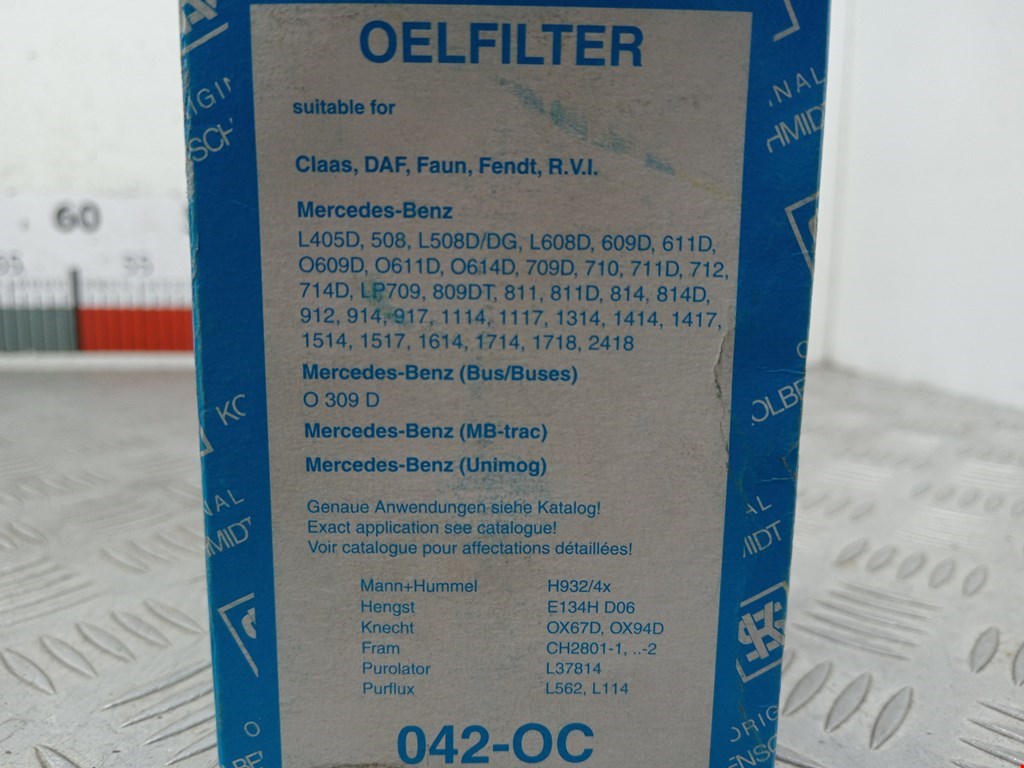 OELFILTER
suitable for
Claas, DAF, Faun, Fendt, R.V.I.
Mercedes-Benz
L405D, 508, L508D/DG, L608D, 609D, 611D,
O609D, O611D, O614D, 709D, 710, 711D, 712,
714D, LP709, 809DT, 811, 811D, 814, 814D,
912, 914, 917, 1114, 1117, 1314, 1414, 1417,
1514, 1517, 1614, 1714, 1718, 2418
Mercedes-Benz (Bus/Buses)
O 309 D
Mercedes-Benz (MB-trac)
Mercedes-Benz (Unimog)
Genaue Anwendungen siehe Katalog!
Exact application see catalogue!
Voir catalogue pour affectations détaillées!
Mann+Hummel H932/4x
Hengst E134H D06
Knecht OX67D, OX94D
Fram CH2801-1, ..-2
Purolator L37814
Purflux L562, L114
042-OC
60
55
KS